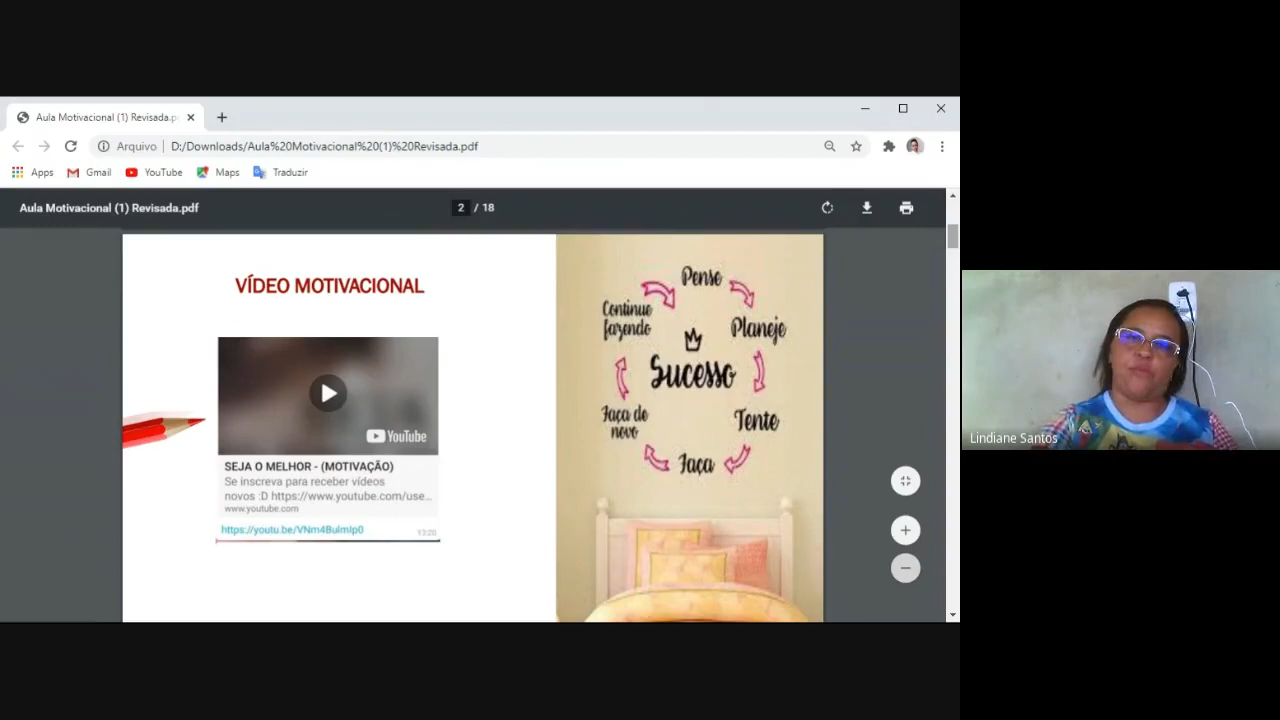 Aula Motivacional (1) Revisada.p
Arquivo
D:/Downloads/Aula%20Motivacional%20(1)%20Revisada.pdf
Apps
Gmail
YouTube
Maps
Traduzir
Aula Motivacional (1) Revisada.pdf
2 / 18
VÍDEO MOTIVACIONAL
YouTube
SEJA O MELHOR - (MOTIVAÇÃO)
Se inscreva para receber vídeos
novos :D https://www.youtube.com/use...
www.youtube.com
https://youtu.be/VNm4BulmIp0
13:20
Pense
Planeje
Tente
Faça
Faça de
novo
Continue
fazendo
Sucesso
Lindiane Santos